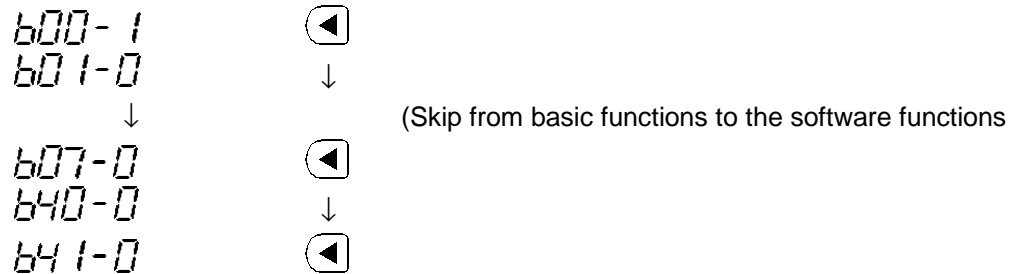 b00-1
b01-0 ↓
↓ (Skip from basic functions to the software functions
b07-0
b40-0 ↓
b41-0